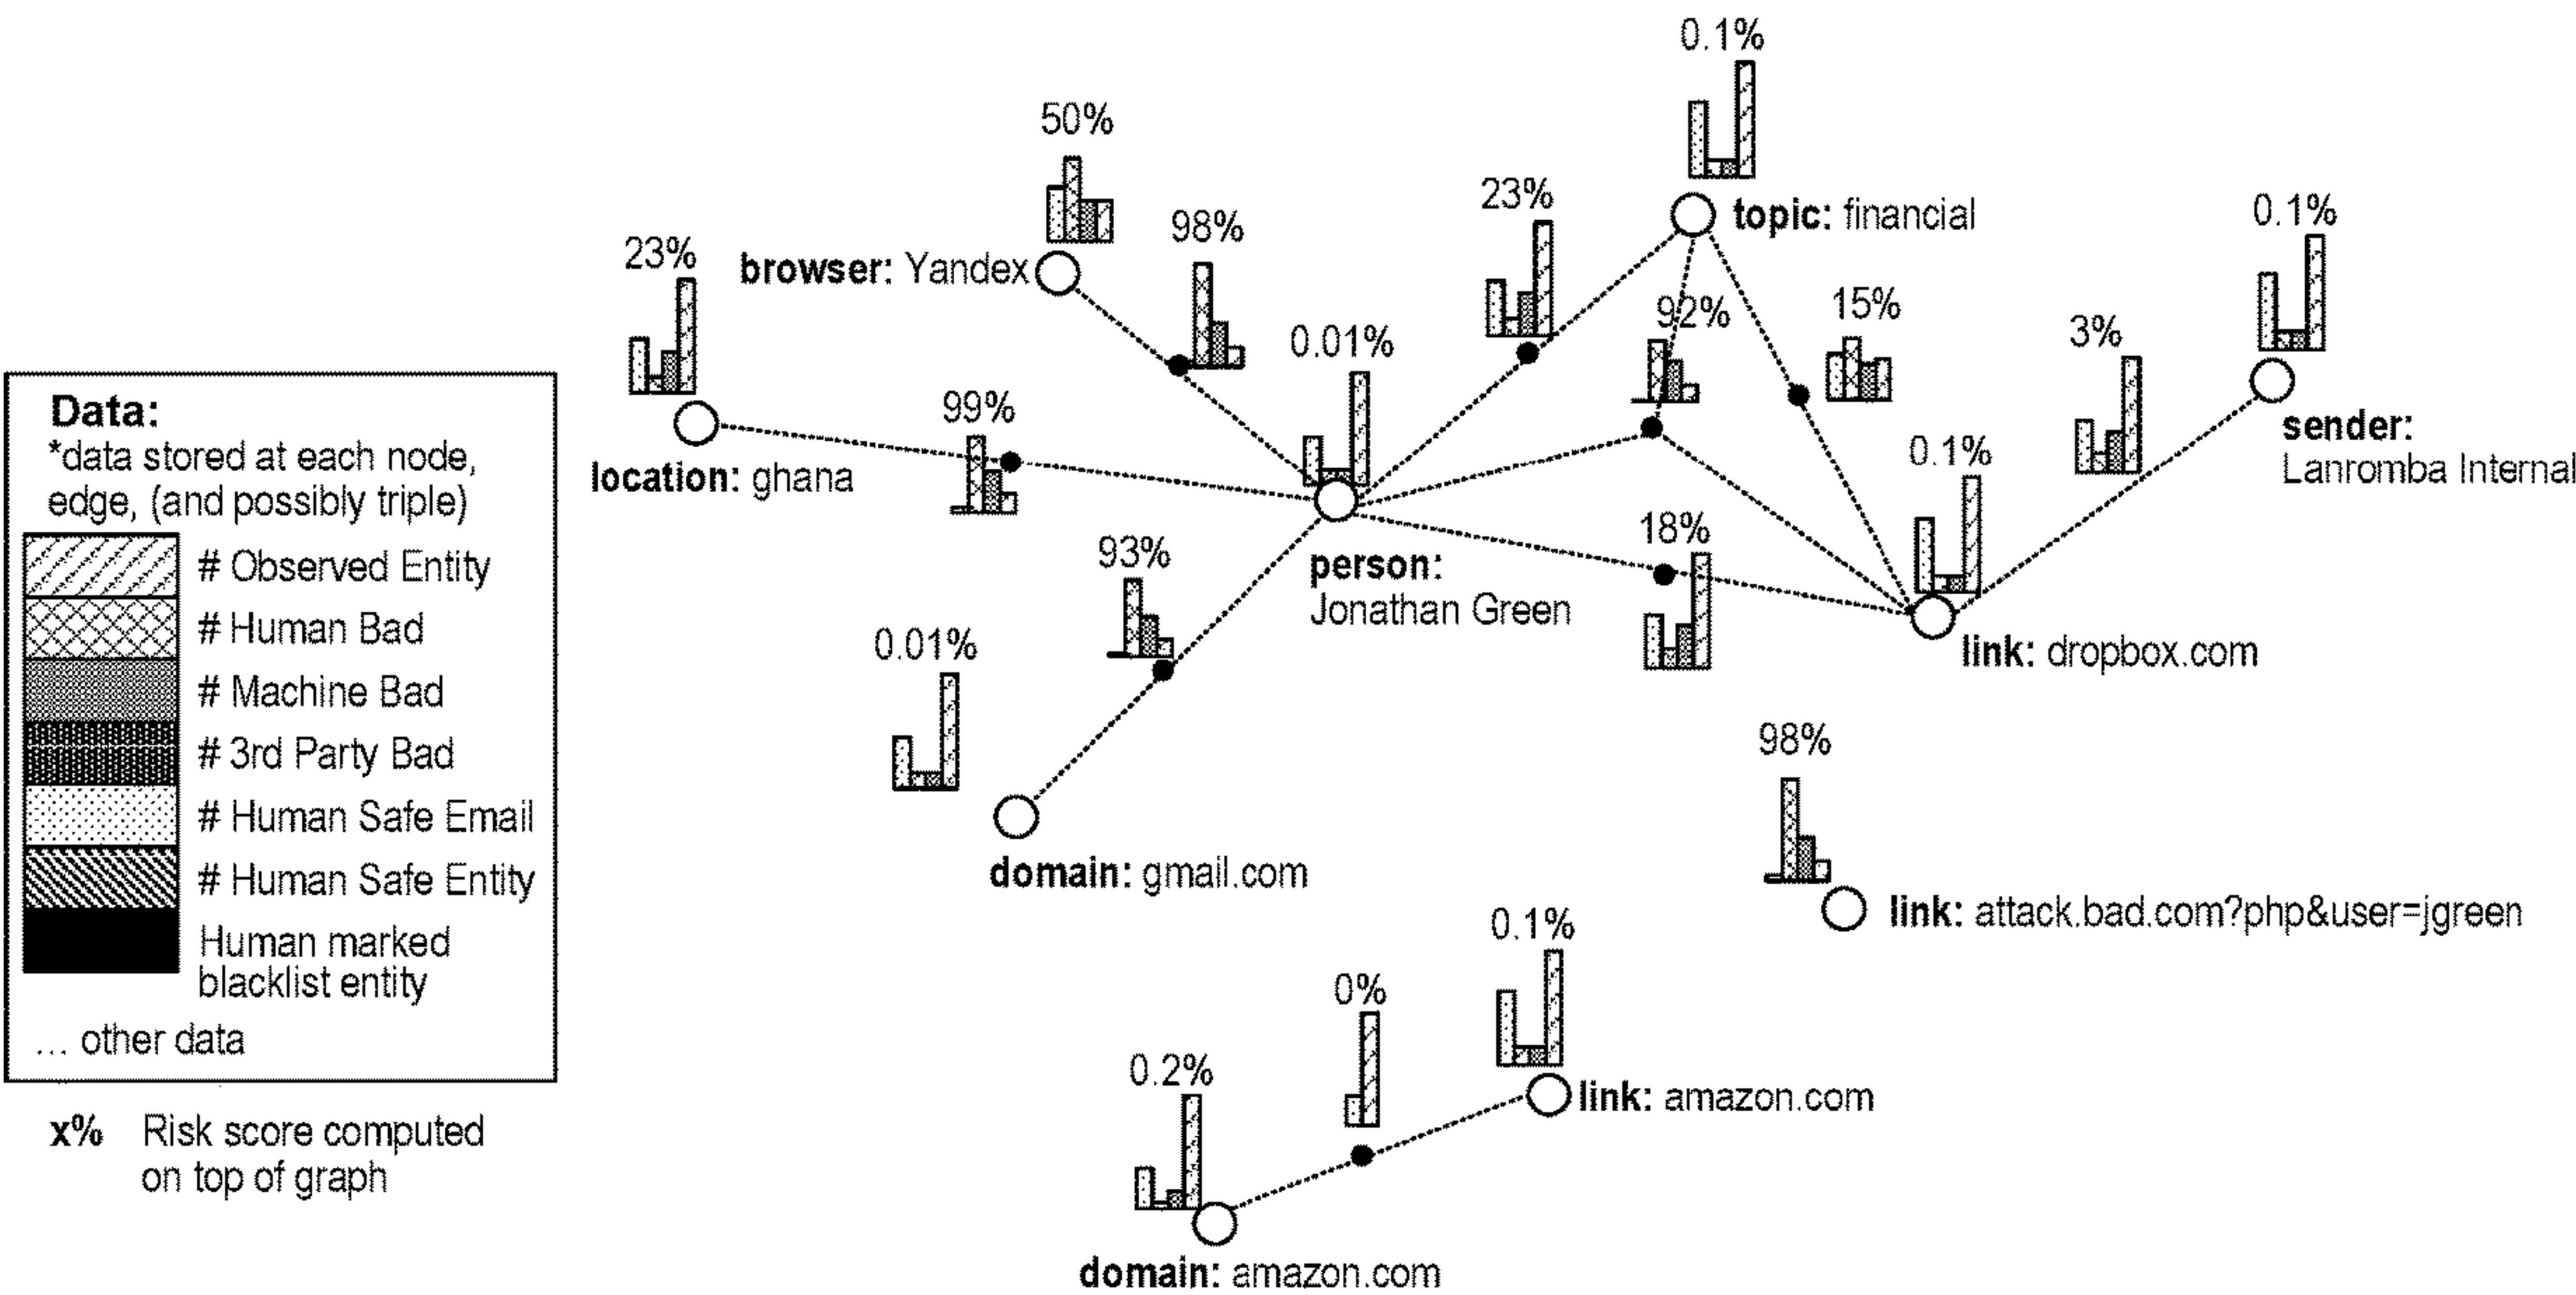 Data:
*data stored at each node,
edge, (and possibly triple)
# Observed Entity
# Human Bad
# Machine Bad
# 3rd Party Bad
# Human Safe Email
# Human Safe Entity
Human marked
blacklist entity
... other data
x% Risk score computed
on top of graph
23%
location: ghana
99%
50%
browser: Yandex
98%
0.01%
person:
Jonathan Green
93%
0.01%
domain: gmail.com
23%
0.1%
topic: financial
92%
15%
18%
0.1%
link: dropbox.com
3%
0.1%
sender:
Lanromba Internal
98%
link: attack.bad.com?php&user=jgreen
0.1%
link: amazon.com
0%
0.2%
domain: amazon.com